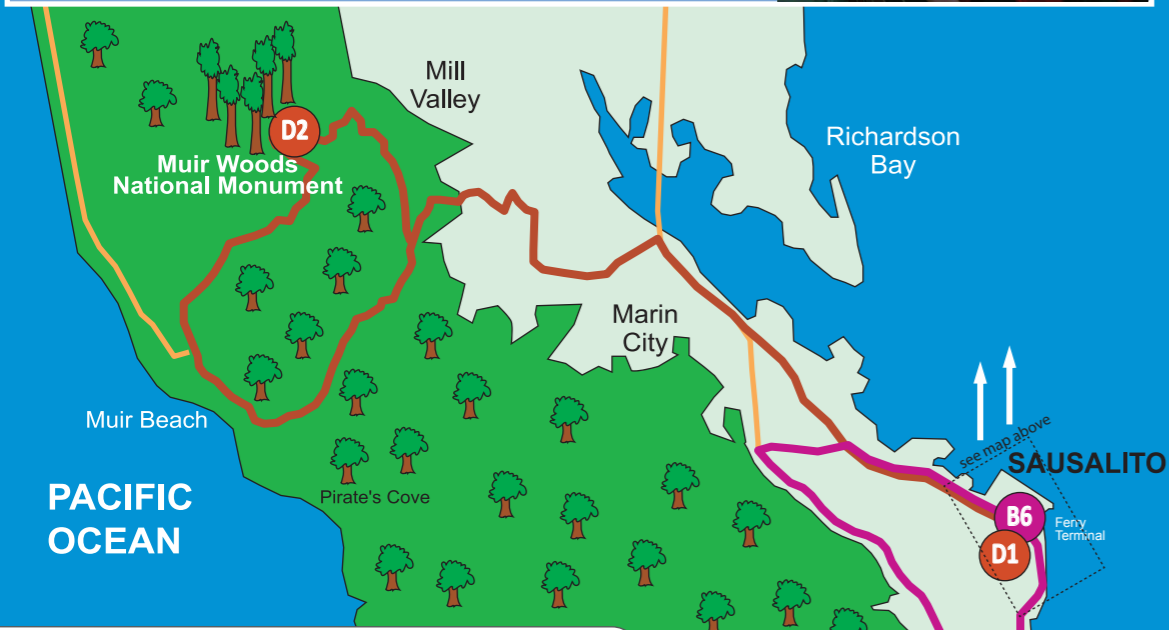 Mill
Valley
D2
Richardson
Bay
Muir Woods
National Monument
Marin
City
Muir Beach
see map above
SAUSALITO
PACIFIC
OCEAN
Pirate's Cove
B6
Ferry
Terminal
D1